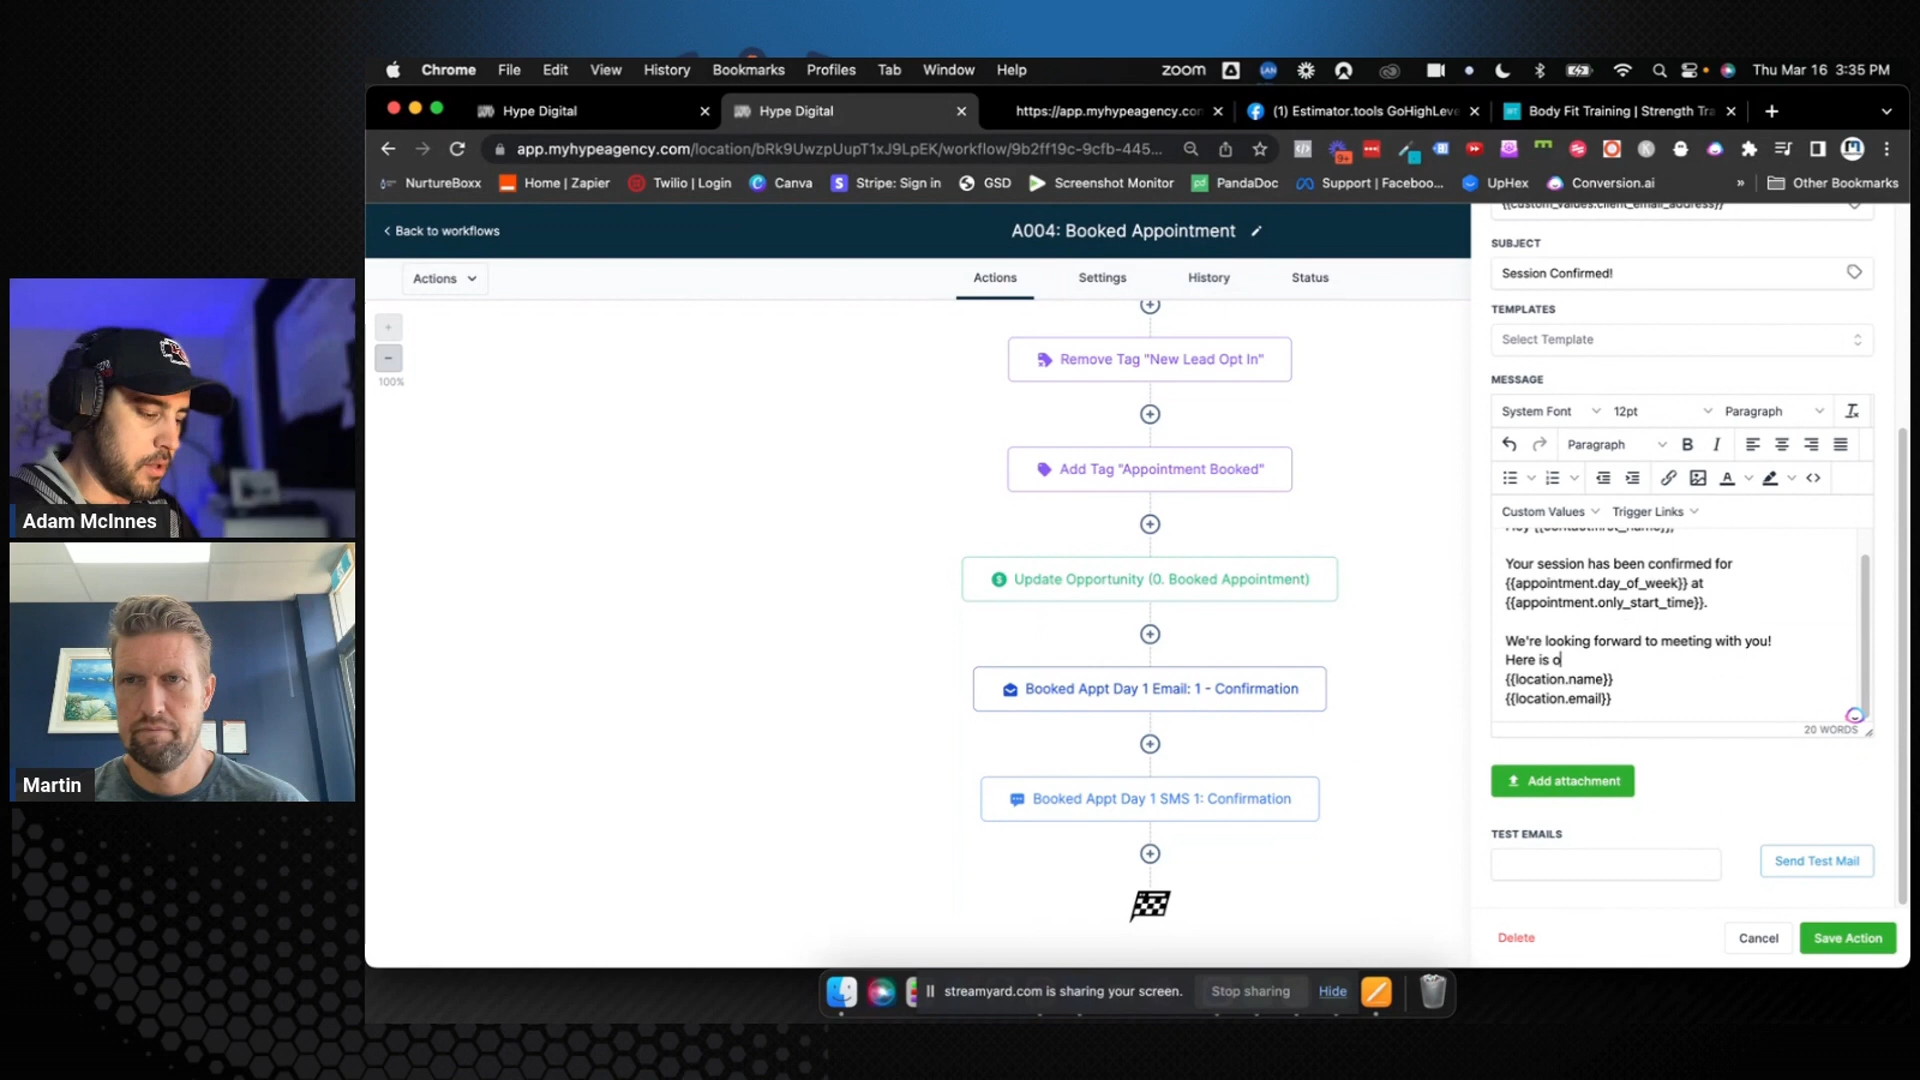 Chrome File Edit View History Bookmarks Profiles Tab Window Help
zoom
Thu Mar 16 3:35 PM
Hype Digital
Hype Digital
https://app.myhypeagency.con
(1) Estimator.tools GoHighLeve
Body Fit Training | Strength Tra
app.myhypeagency.com/location/bRk9UwzpUupT1xJ9LpEK/workflow/9b2ff19c-9cfb-445...
9+
NurtureBoxx
Home | Zapier
Twilio | Login
Canva
Stripe: Sign in
GSD
Screenshot Monitor
PandaDoc
Support | Faceboo...
UpHex
Conversion.ai
»
Other Bookmarks
Back to workflows
A004: Booked Appointment
Actions
Actions Settings History Status
+
−
100%
Remove Tag "New Lead Opt In"
Add Tag "Appointment Booked"
Update Opportunity (0. Booked Appointment)
Booked Appt Day 1 Email: 1 - Confirmation
Booked Appt Day 1 SMS 1: Confirmation
{{custom_values.client_email_address}}
SUBJECT
Session Confirmed!
TEMPLATES
Select Template
MESSAGE
System Font 12pt Paragraph
Paragraph B I
Custom Values Trigger Links
Hey {{contact.first_name}},
Your session has been confirmed for
{{appointment.day_of_week}} at
{{appointment.only_start_time}}.
We're looking forward to meeting with you!
Here is o
{{location.name}}
{{location.email}}
20 WORDS
Add attachment
TEST EMAILS
Send Test Mail
Delete
Cancel
Save Action
Adam McInnes
Martin
streamyard.com is sharing your screen.
Stop sharing
Hide